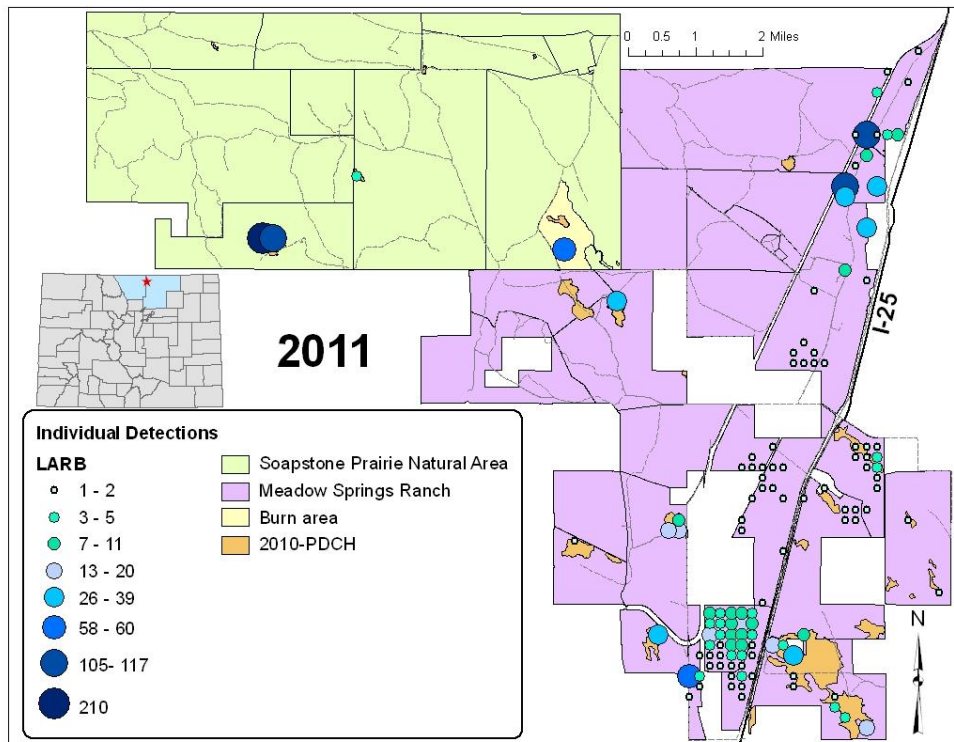 0 0.5 1 2 Miles
I-25
2011
Individual Detections
LARB
1 - 2
3 - 5
7 - 11
13 - 20
26 - 39
58 - 60
105- 117
210
Soapstone Prairie Natural Area
Meadow Springs Ranch
Burn area
2010-PDCH
N